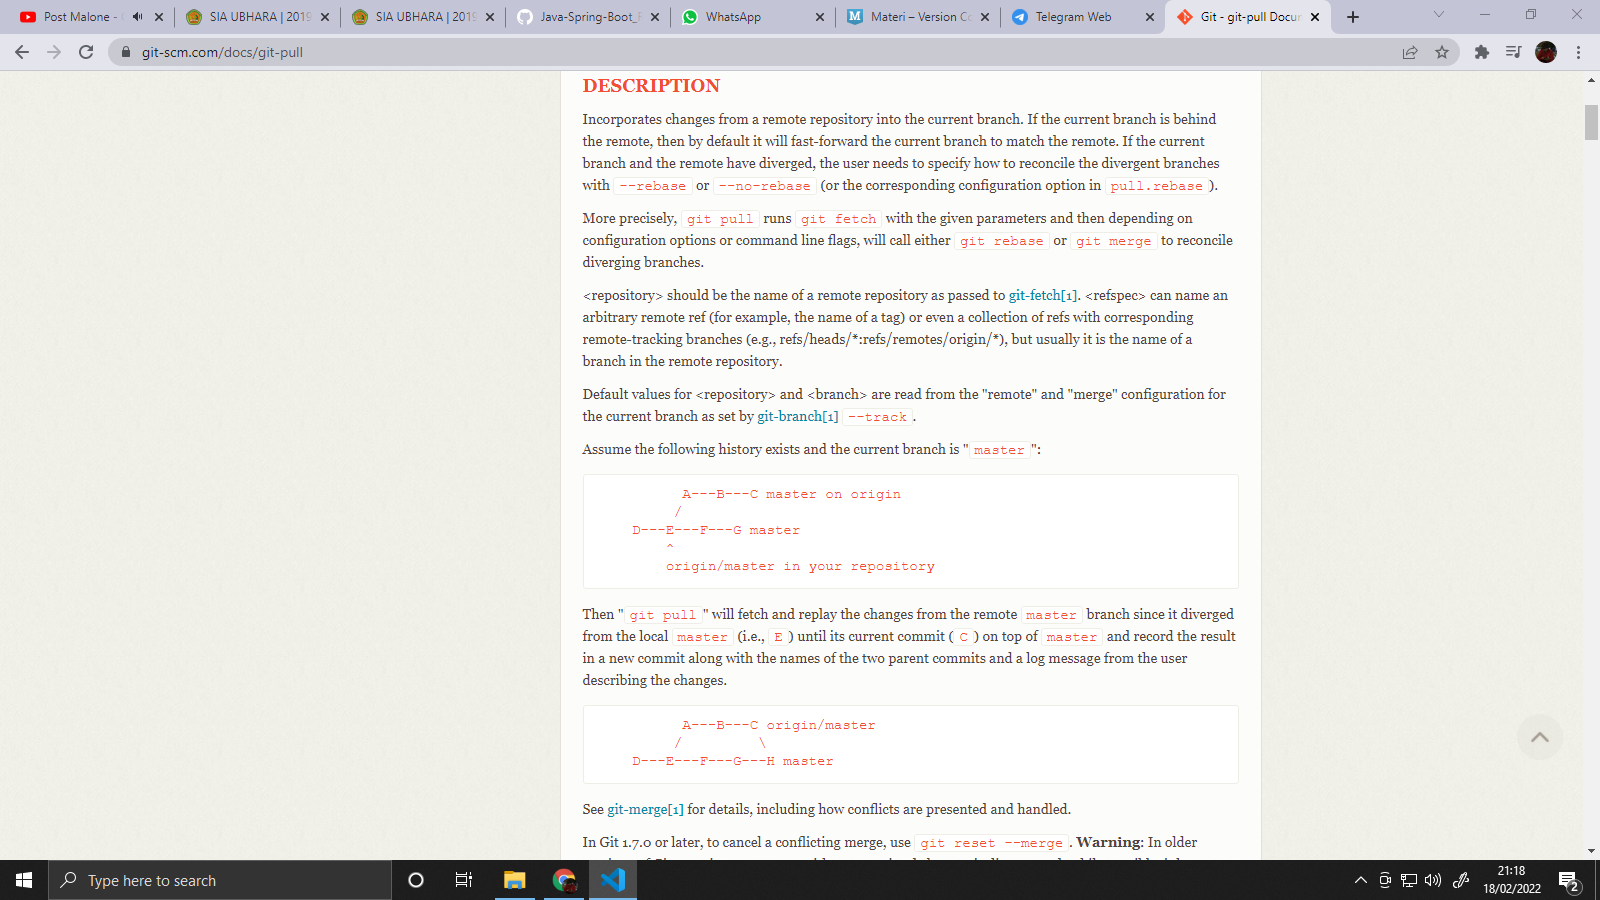 Post Malone -
SIA UBHARA | 2019
SIA UBHARA | 2019
Java-Spring-Boot_
WhatsApp
Materi – Version Co
Telegram Web
Git - git-pull Docu
git-scm.com/docs/git-pull
DESCRIPTION
Incorporates changes from a remote repository into the current branch. If the current branch is behind
the remote, then by default it will fast-forward the current branch to match the remote. If the current
branch and the remote have diverged, the user needs to specify how to reconcile the divergent branches
with --rebase or --no-rebase (or the corresponding configuration option in pull.rebase ).
More precisely, git pull runs git fetch with the given parameters and then depending on
configuration options or command line flags, will call either git rebase or git merge to reconcile
diverging branches.
<repository> should be the name of a remote repository as passed to git-fetch[1]. <refspec> can name an
arbitrary remote ref (for example, the name of a tag) or even a collection of refs with corresponding
remote-tracking branches (e.g., refs/heads/*:refs/remotes/origin/*), but usually it is the name of a
branch in the remote repository.
Default values for <repository> and <branch> are read from the "remote" and "merge" configuration for
the current branch as set by git-branch[1] --track .
Assume the following history exists and the current branch is " master ":
A---B---C master on origin
/
D---E---F---G master
^
origin/master in your repository
Then " git pull " will fetch and replay the changes from the remote master branch since it diverged
from the local master (i.e., E ) until its current commit ( C ) on top of master and record the result
in a new commit along with the names of the two parent commits and a log message from the user
describing the changes.
A---B---C origin/master
/ \
D---E---F---G---H master
See git-merge[1] for details, including how conflicts are presented and handled.
In Git 1.7.0 or later, to cancel a conflicting merge, use git reset --merge . Warning: In older
Type here to search
21:18
18/02/2022
2